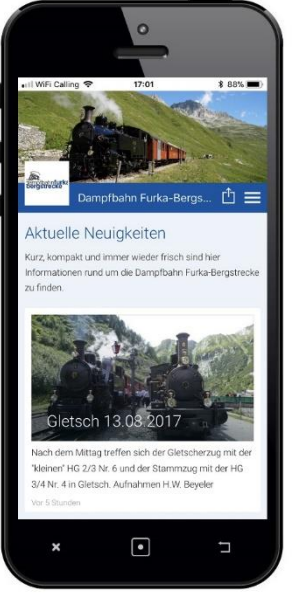 WiFi Calling 17:01 88%
dampfbahnfurka
bergstrecke
Dampfbahn Furka-Bergs...
Aktuelle Neuigkeiten
Kurz, kompakt und immer wieder frisch sind hier
Informationen rund um die Dampfbahn Furka-Bergstrecke
zu finden.
Gletsch 13.08.2017
Nach dem Mittag treffen sich der Gletscherzug mit der
"kleinen" HG 2/3 Nr. 6 und der Stammzug mit der HG
3/4 Nr. 4 in Gletsch. Aufnahmen H.W. Beyeler
Vor 5 Stunden